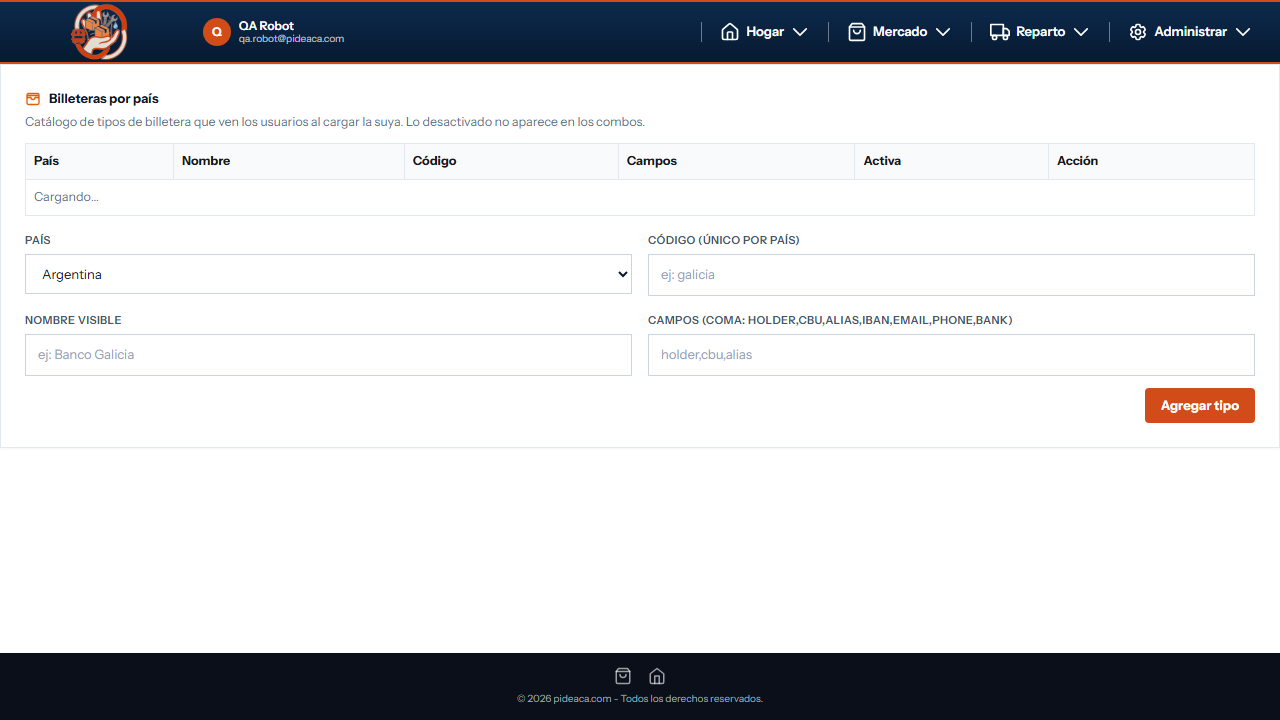 Q
QA Robot
qa.robot@pideaca.com
Hogar
Mercado
Reparto
Administrar
Billeteras por país
Catálogo de tipos de billetera que ven los usuarios al cargar la suya. Lo desactivado no aparece en los combos.
País Nombre Código Campos Activa Acción
Cargando...
PAÍS
Argentina
CÓDIGO (ÚNICO POR PAÍS)
ej: galicia
NOMBRE VISIBLE
ej: Banco Galicia
CAMPOS (COMA: HOLDER,CBU,ALIAS,IBAN,EMAIL,PHONE,BANK)
holder,cbu,alias
Agregar tipo
© 2026 pideaca.com - Todos los derechos reservados.